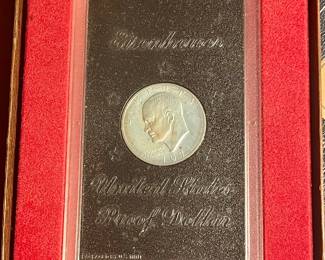 Eisenhower
United States
Proof Dollar